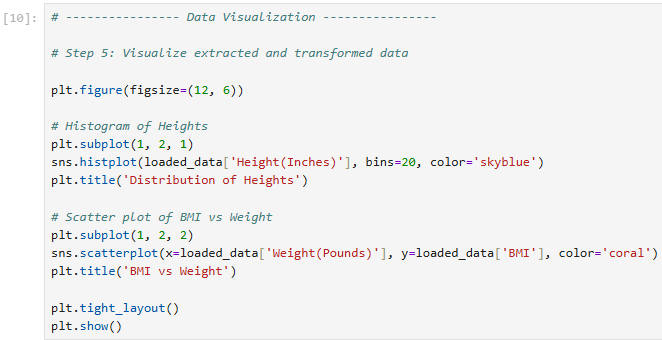 [10]: # ---------------- Data Visualization ----------------
# Step 5: Visualize extracted and transformed data
plt.figure(figsize=(12, 6))
# Histogram of Heights
plt.subplot(1, 2, 1)
sns.histplot(loaded_data['Height(Inches)'], bins=20, color='skyblue')
plt.title('Distribution of Heights')
# Scatter plot of BMI vs Weight
plt.subplot(1, 2, 2)
sns.scatterplot(x=loaded_data['Weight(Pounds)'], y=loaded_data['BMI'], color='coral')
plt.title('BMI vs Weight')
plt.tight_layout()
plt.show()